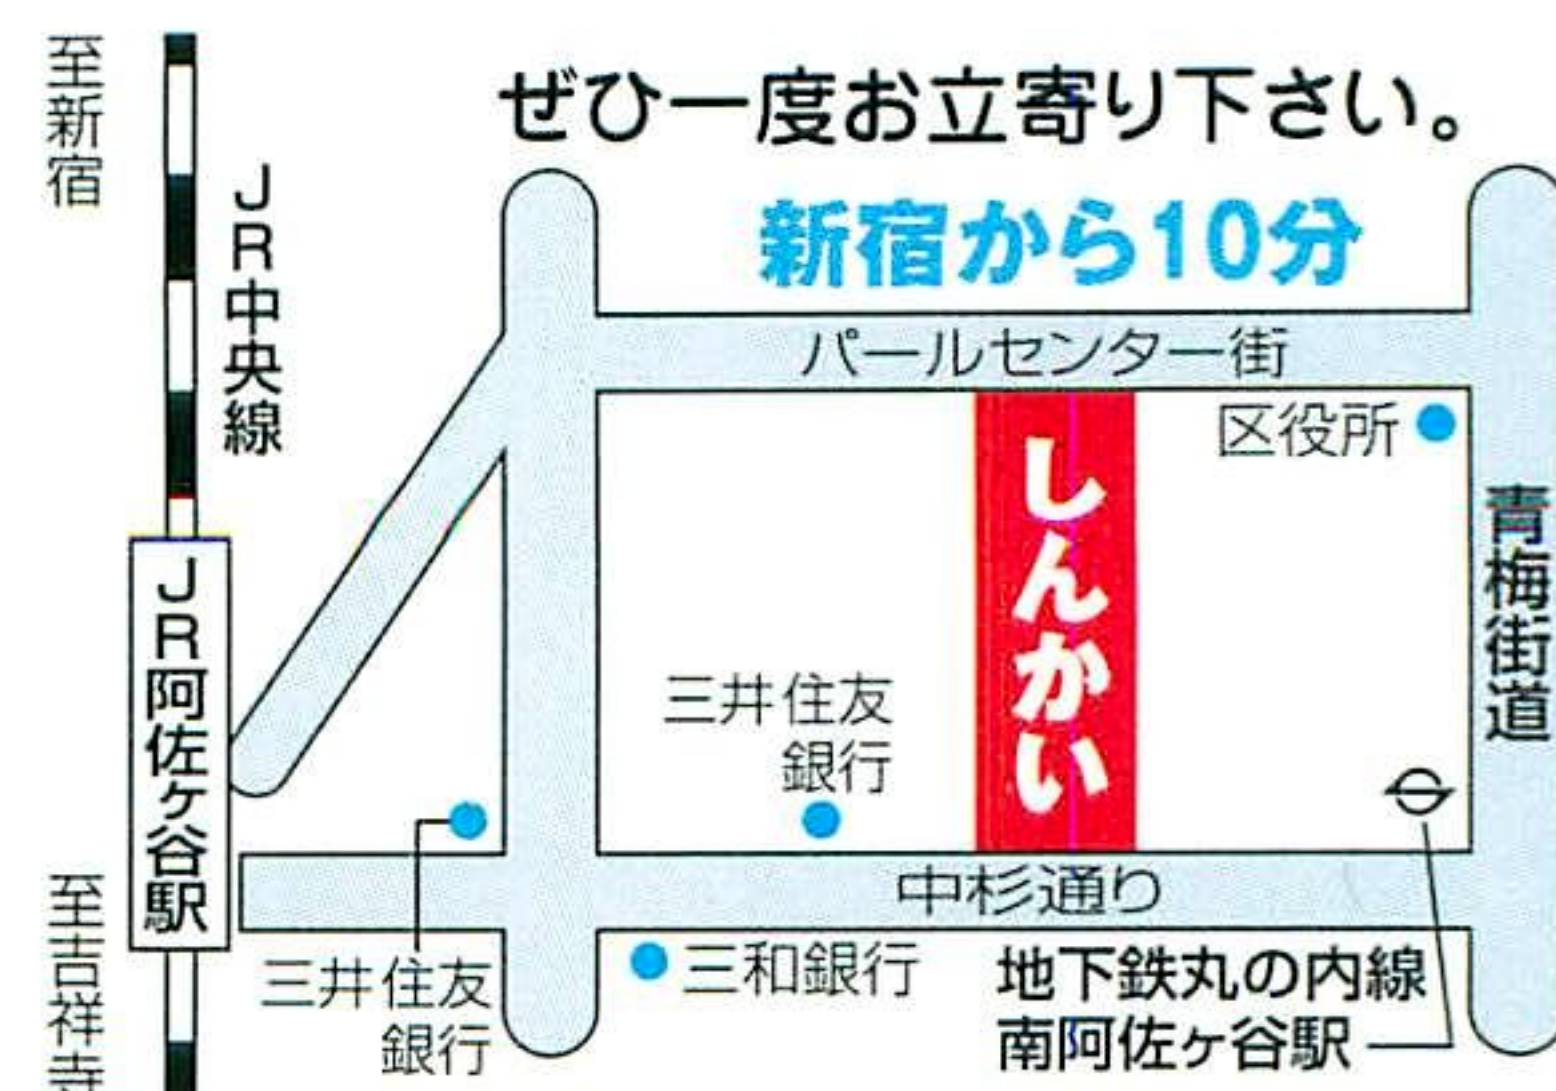 至新宿
JR中央線
ぜひ一度お立寄り下さい。
新宿から10分
パールセンター街
区役所
しんかい
青梅街道
JR阿佐ヶ谷駅
三井住友
銀行
中杉通り
三井住友
銀行
三和銀行
地下鉄丸の内線
南阿佐ヶ谷駅
至吉祥寺